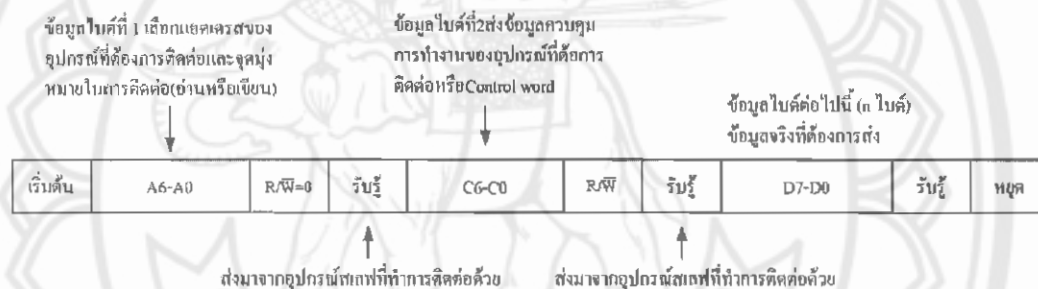 ข้อมูลไบต์ที่ 1 เลือกแอดเดรสของ
อุปกรณ์ที่ต้องการติดต่อและจุดมุ่ง
หมายในการติดต่อ(อ่านหรือเขียน)
ข้อมูลไบต์ที่2ส่งข้อมูลควบคุม
การทำงานของอุปกรณ์ที่ต้อการ
ติดต่อหรือControl word
ข้อมูลไบต์ต่อไปนี้ (n ไบต์)
ข้อมูลจริงที่ต้องการส่ง
เริ่มต้น A6-A0 R/W̅=0 รับรู้ C6-C0 R/W̅ รับรู้ D7-D0 รับรู้ หยุด
ส่งมาจากอุปกรณ์สเลฟที่ทำการติดต่อด้วย ส่งมาจากอุปกรณ์สเลฟที่ทำการติดต่อด้วย